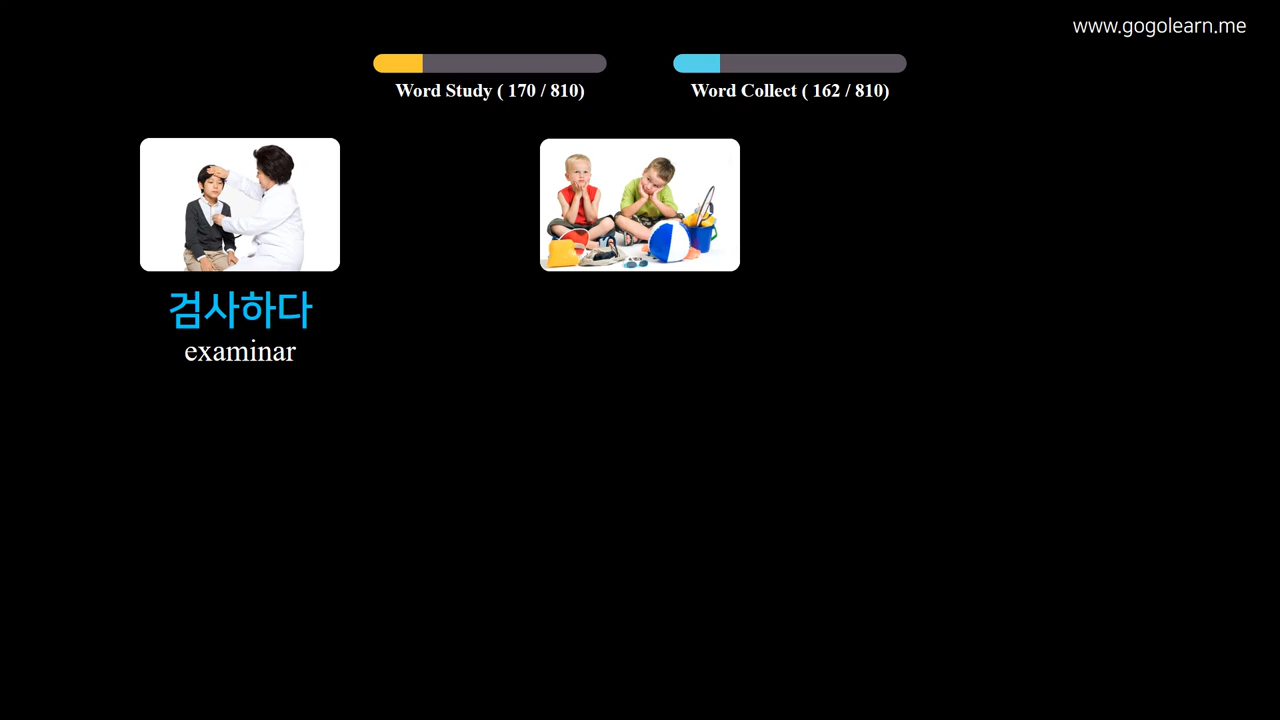 www.gogolearn.me
Word Study ( 170 / 810)
Word Collect ( 162 / 810)
검사하다
examinar